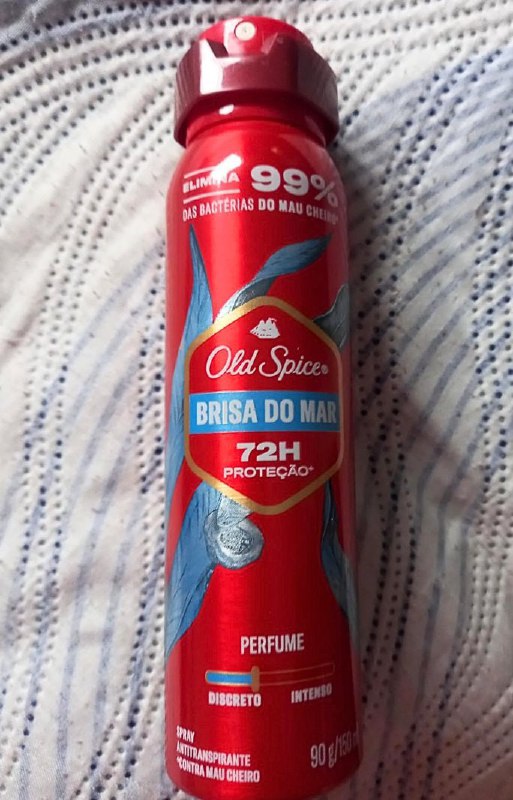 ELIMINA 99%
DAS BACTÉRIAS DO MAU CHEIRO*
Old Spice®
BRISA DO MAR
72H
PROTEÇÃO*
PERFUME
DISCRETO INTENSO
SPRAY
ANTITRANSPIRANTE
*CONTRA MAU CHEIRO
90 g/150